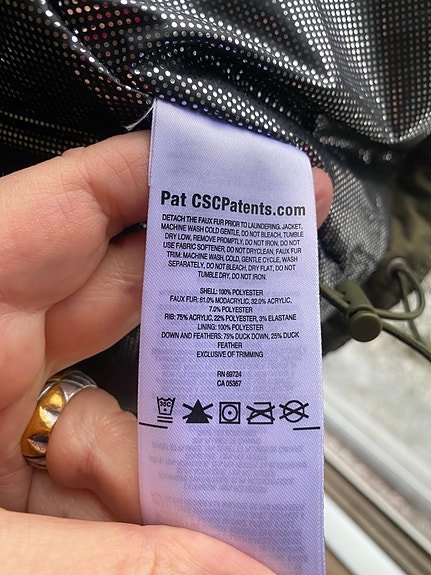 Pat CSCPatents.com
DETACH THE FAUX FUR PRIOR TO LAUNDERING. JACKET,
MACHINE WASH COLD GENTLE, DO NOT BLEACH, TUMBLE
DRY LOW, REMOVE PROMPTLY, DO NOT IRON, DO NOT
USE FABRIC SOFTENER, DO NOT DRYCLEAN. FAUX FUR
TRIM: MACHINE WASH, COLD, GENTLE CYCLE, WASH
SEPARATELY, DO NOT BLEACH, DRY FLAT, DO NOT
TUMBLE DRY, DO NOT IRON.
SHELL: 100% POLYESTER
FAUX FUR: 61.0% MODACRYLIC, 32.0% ACRYLIC,
7.0% POLYESTER
RIB: 75% ACRYLIC, 22% POLYESTER, 3% ELASTANE
LINING: 100% POLYESTER
DOWN AND FEATHERS: 75% DUCK DOWN, 25% DUCK
FEATHER
EXCLUSIVE OF TRIMMING
RN 69724
CA 05367
30C